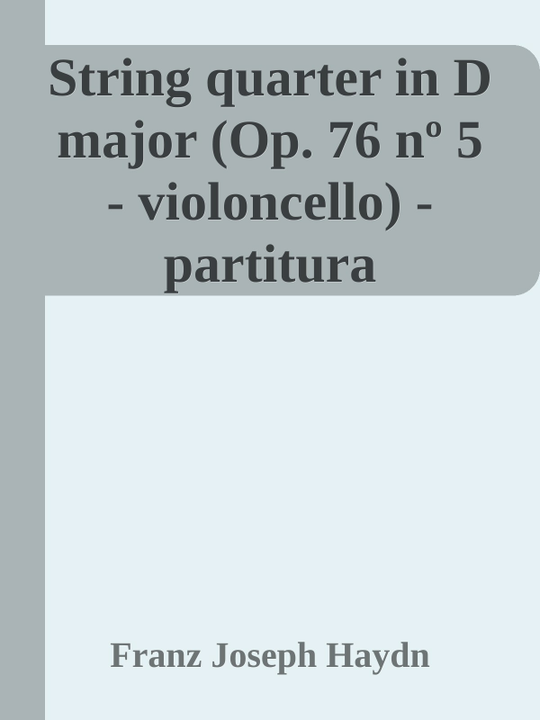 String quarter in D
major (Op. 76 nº 5
- violoncello) -
partitura
Franz Joseph Haydn